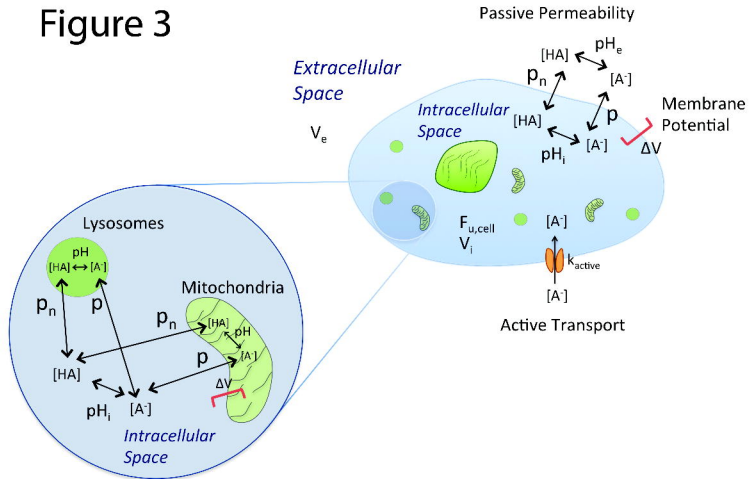 Figure 3
Passive Permeability
[HA]
pHe
[A-]
pn
p
[HA]
pHi
[A-]
Extracellular
Space
Ve
Intracellular
Space
Membrane
Potential
ΔV
Fu,cell
Vi
[A-]
kactive
[A-]
Active Transport
Lysosomes
pH
[HA]
[A-]
pn
p
Mitochondria
[HA]
pH
[A-]
pn
p
ΔV
[HA]
pHi
[A-]
Intracellular
Space